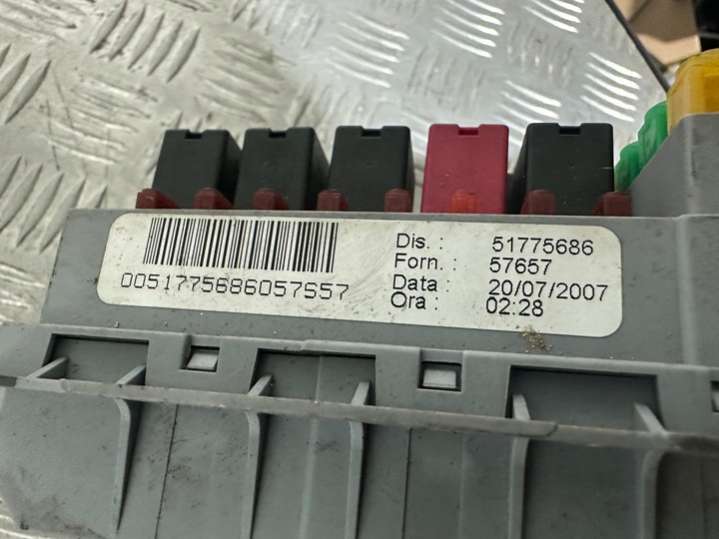 0051775686057657
Dis. : 51775686
Forn. : 57657
Data : 20/07/2007
Ora : 02:28